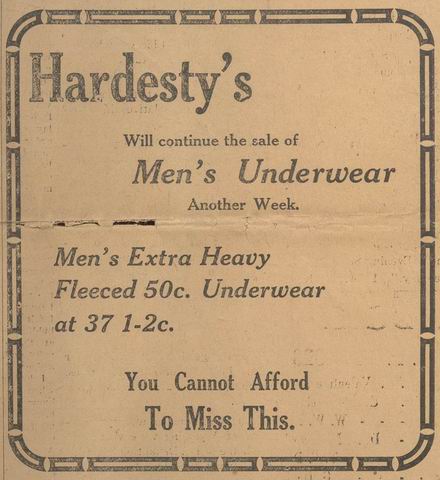 Hardesty's
Will continue the sale of
Men's Underwear
Another Week.
Men's Extra Heavy
Fleeced 50c. Underwear
at 37 1-2c.
You Cannot Afford
To Miss This.